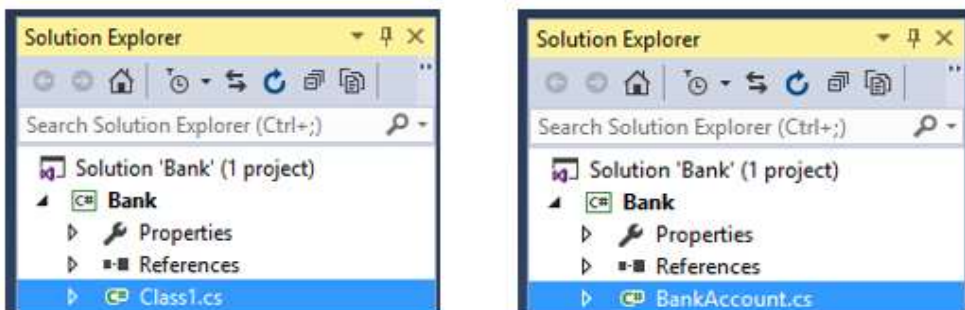 Solution Explorer
Search Solution Explorer (Ctrl+;)
Solution 'Bank' (1 project)
C# Bank
Properties
References
C# Class1.cs
Solution Explorer
Search Solution Explorer (Ctrl+;)
Solution 'Bank' (1 project)
C# Bank
Properties
References
C# BankAccount.cs